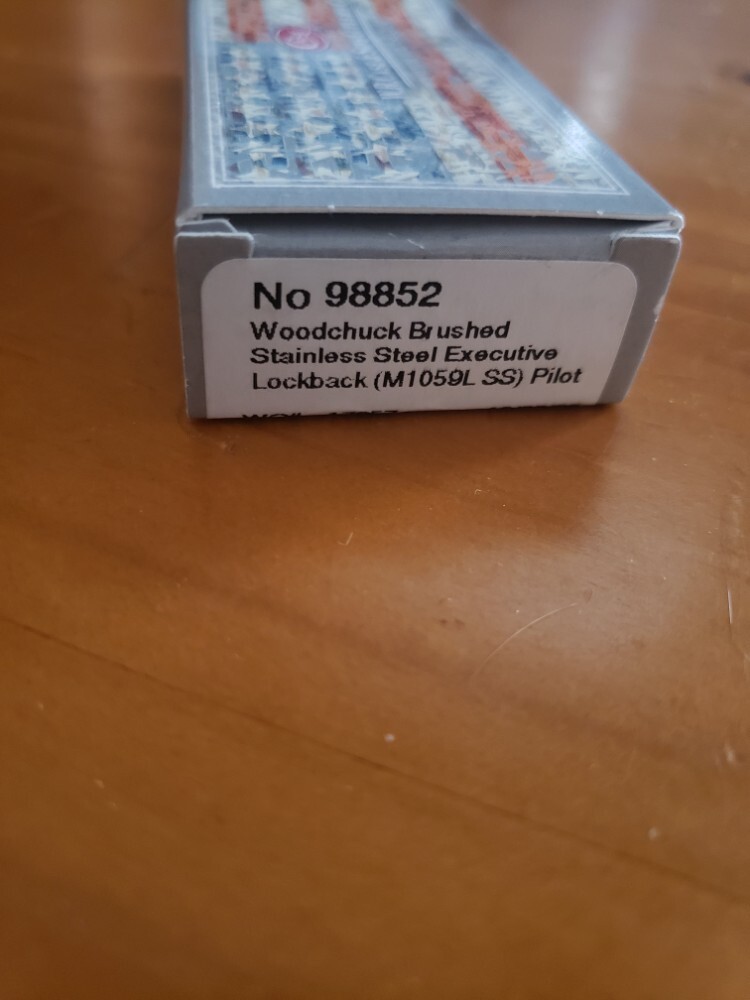 No 98852
Woodchuck Brushed
Stainless Steel Executive
Lockback (M1059L SS) Pilot